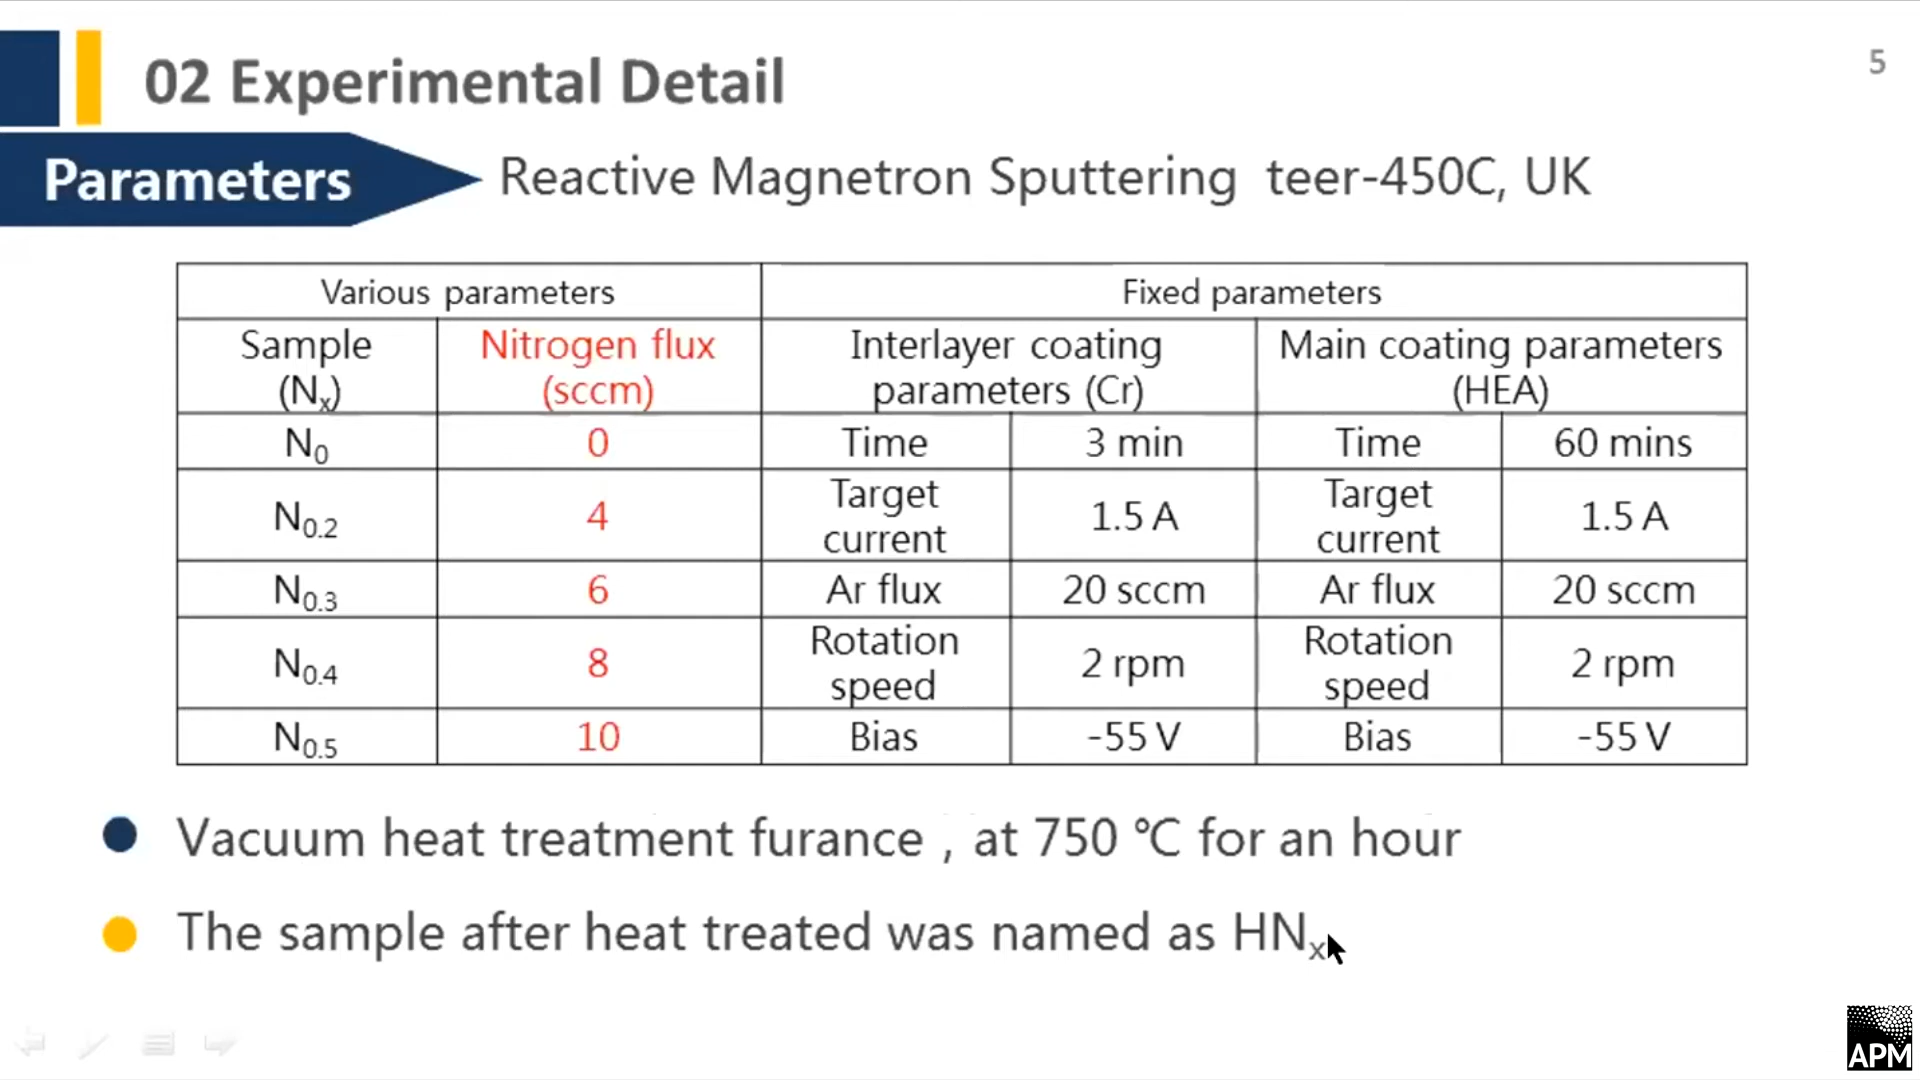 5
02 Experimental Detail
Parameters
Reactive Magnetron Sputtering teer-450C, UK
Various parameters Fixed parameters
Sample Nitrogen flux Interlayer coating Main coating parameters
(Nx) (sccm) parameters (Cr) (HEA)
N0 0 Time 3 min Time 60 mins
Target Target
N0.2 4 1.5 A 1.5 A
current current
N0.3 6 Ar flux 20 sccm Ar flux 20 sccm
Rotation Rotation
N0.4 8 2 rpm 2 rpm
speed speed
N0.5 10 Bias -55 V Bias -55 V
Vacuum heat treatment furance , at 750 ℃ for an hour
The sample after heat treated was named as HNx
APM